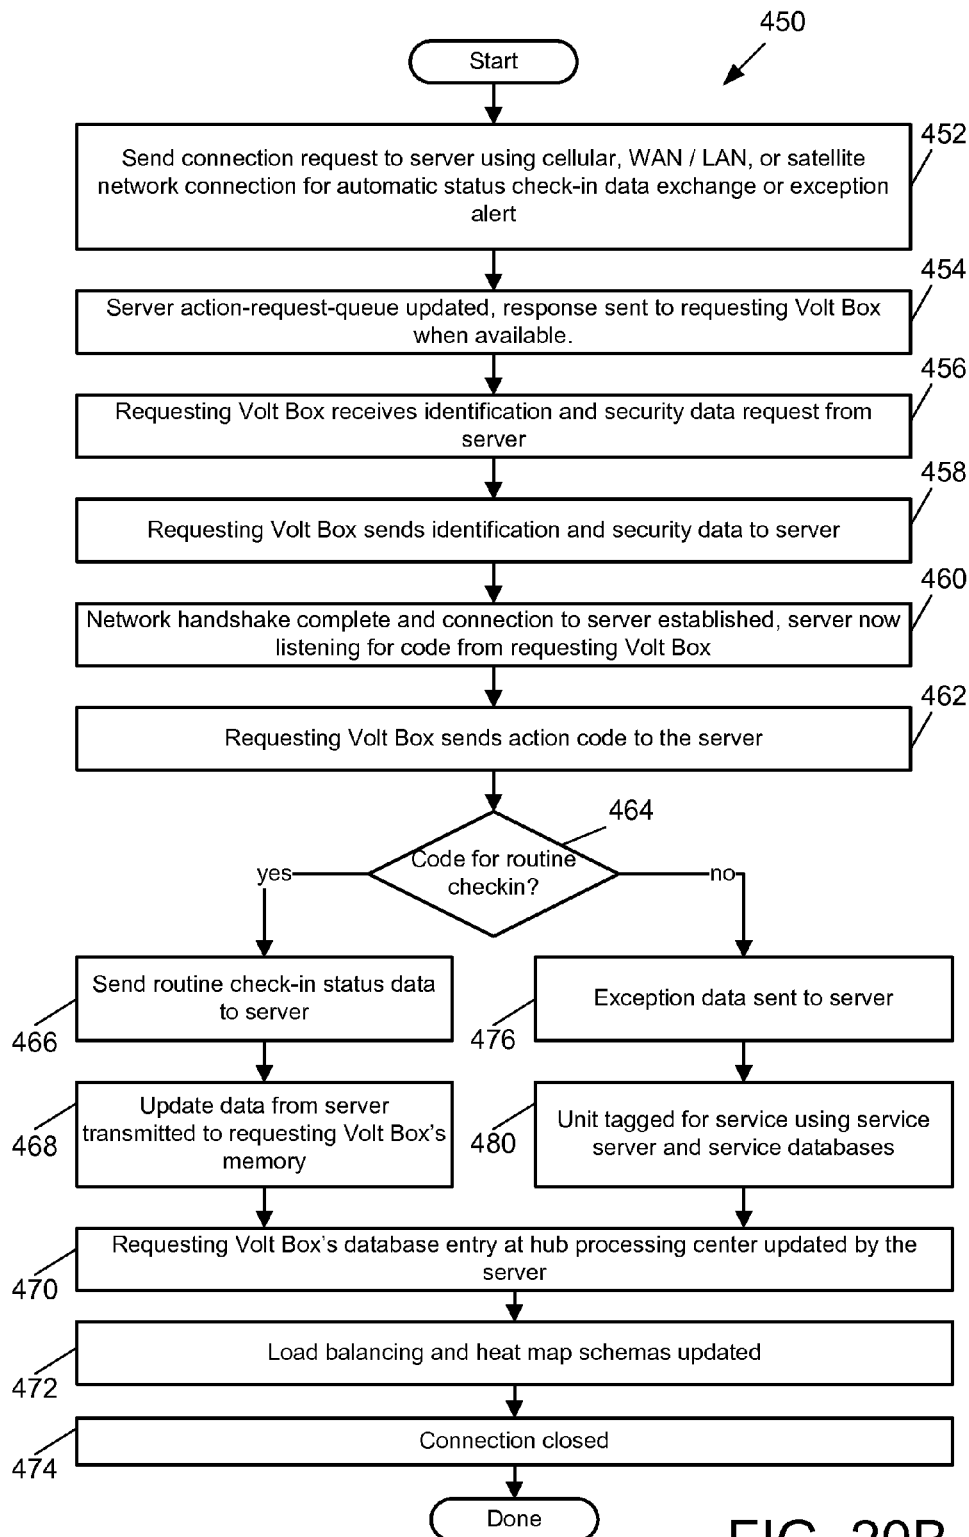 450
Start
452
Send connection request to server using cellular, WAN / LAN, or satellite
network connection for automatic status check-in data exchange or exception
alert
454
Server action-request-queue updated, response sent to requesting Volt Box
when available.
456
Requesting Volt Box receives identification and security data request from
server
458
Requesting Volt Box sends identification and security data to server
460
Network handshake complete and connection to server established, server now
listening for code from requesting Volt Box
462
Requesting Volt Box sends action code to the server
464
Code for routine
checkin?
yes
no
Send routine check-in status data
to server
466
Exception data sent to server
476
Update data from server
transmitted to requesting Volt Box's
memory
468
Unit tagged for service using service
server and service databases
480
Requesting Volt Box's database entry at hub processing center updated by the
server
470
Load balancing and heat map schemas updated
472
Connection closed
474
Done
FIG. 20B